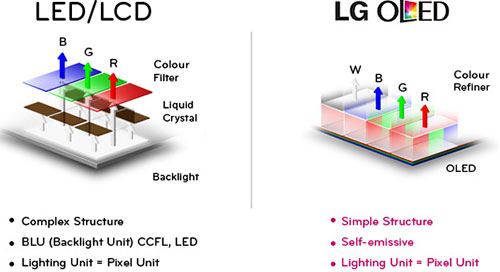 LED/LCD
B
G
R
Colour
Filter
Liquid
Crystal
Backlight
• Complex Structure
• BLU (Backlight Unit) CCFL, LED
• Lighting Unit = Pixel Unit
LG OLED
W
B
G
R
Colour
Refiner
OLED
• Simple Structure
• Self-emissive
• Lighting Unit = Pixel Unit